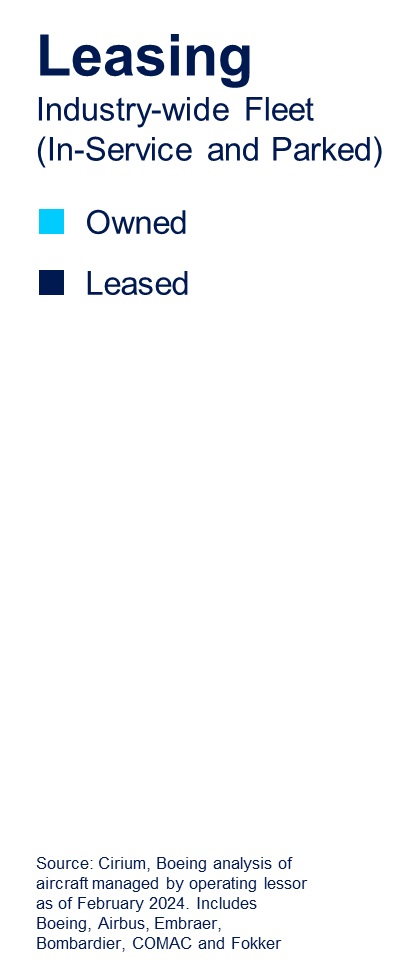 Leasing
Industry-wide Fleet
(In-Service and Parked)
Owned
Leased
Source: Cirium, Boeing analysis of
aircraft managed by operating lessor
as of February 2024. Includes
Boeing, Airbus, Embraer,
Bombardier, COMAC and Fokker